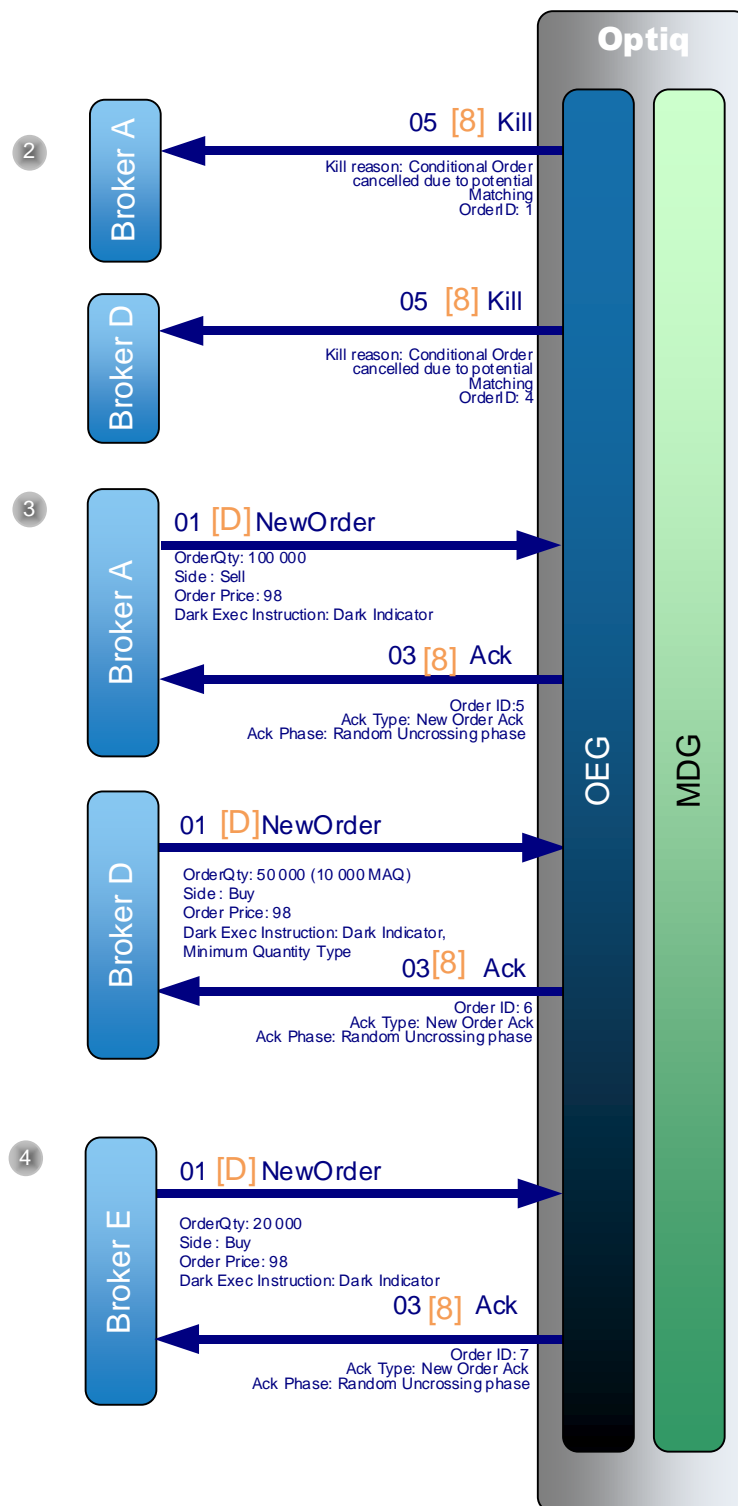 Optiq
2
Broker A
05 [8] Kill
Kill reason: Conditional Order
cancelled due to potential
Matching
OrderID: 1
Broker D
05 [8] Kill
Kill reason: Conditional Order
cancelled due to potential
Matching
OrderID: 4
3
Broker A
01 [D] NewOrder
OrderQty: 100 000
Side : Sell
Order Price: 98
Dark Exec Instruction: Dark Indicator
03 [8] Ack
Order ID:5
Ack Type: New Order Ack
Ack Phase: Random Uncrossing phase
OEG
MDG
Broker D
01 [D] NewOrder
OrderQty: 50 000 (10 000 MAQ)
Side : Buy
Order Price: 98
Dark Exec Instruction: Dark Indicator,
Minimum Quantity Type
03 [8] Ack
Order ID: 6
Ack Type: New Order Ack
Ack Phase: Random Uncrossing phase
4
Broker E
01 [D] NewOrder
OrderQty: 20 000
Side : Buy
Order Price: 98
Dark Exec Instruction: Dark Indicator
03 [8] Ack
Order ID: 7
Ack Type: New Order Ack
Ack Phase: Random Uncrossing phase